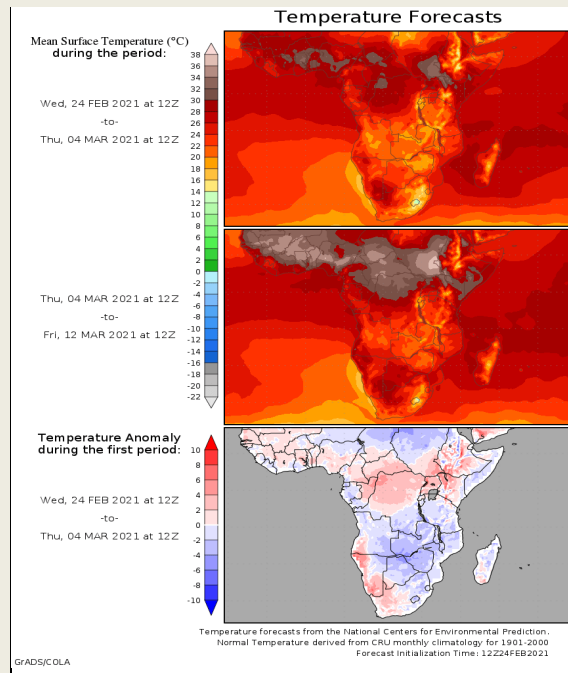 Temperature Forecasts
Mean Surface Temperature (°C)
during the period:
Wed, 24 FEB 2021 at 12Z
-to-
Thu, 04 MAR 2021 at 12Z
38
36
34
32
30
28
26
24
22
20
18
16
14
12
10
8
6
4
2
-2
-4
-6
-8
-10
-12
-14
-16
-18
-20
-22
Thu, 04 MAR 2021 at 12Z
-to-
Fri, 12 MAR 2021 at 12Z
Temperature Anomaly
during the first period:
Wed, 24 FEB 2021 at 12Z
-to-
Thu, 04 MAR 2021 at 12Z
10
8
6
4
2
0
-2
-4
-6
-8
-10
Temperature forecasts from the National Centers for Environmental Prediction.
Normal Temperature derived from CRU monthly climatology for 1901-2000
Forecast Initialization Time: 12Z24FEB2021
GrADS/COLA